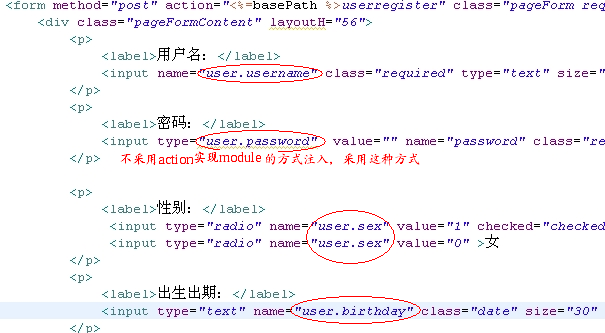 <form method="post" action="<%=basePath %>userregister" class="pageForm req
<div class="pageFormContent" layoutH="56">
<p>
<label>用户名：</label>
<input name="user.username" class="required" type="text" size="
</p>
<p>
<label>密码：</label>
<input type="user.password" value="" name="password" class="re
</p> 不采用action实现module 的方式注入，采用这种方式
<p>
<label>性别：</label>
<input type="radio" name="user.sex" value="1" checked="checked
<input type="radio" name="user.sex" value="0" >女
</p>
<p>
<label>出生出期：</label>
<input type="text" name="user.birthday" class="date" size="30"
</p>